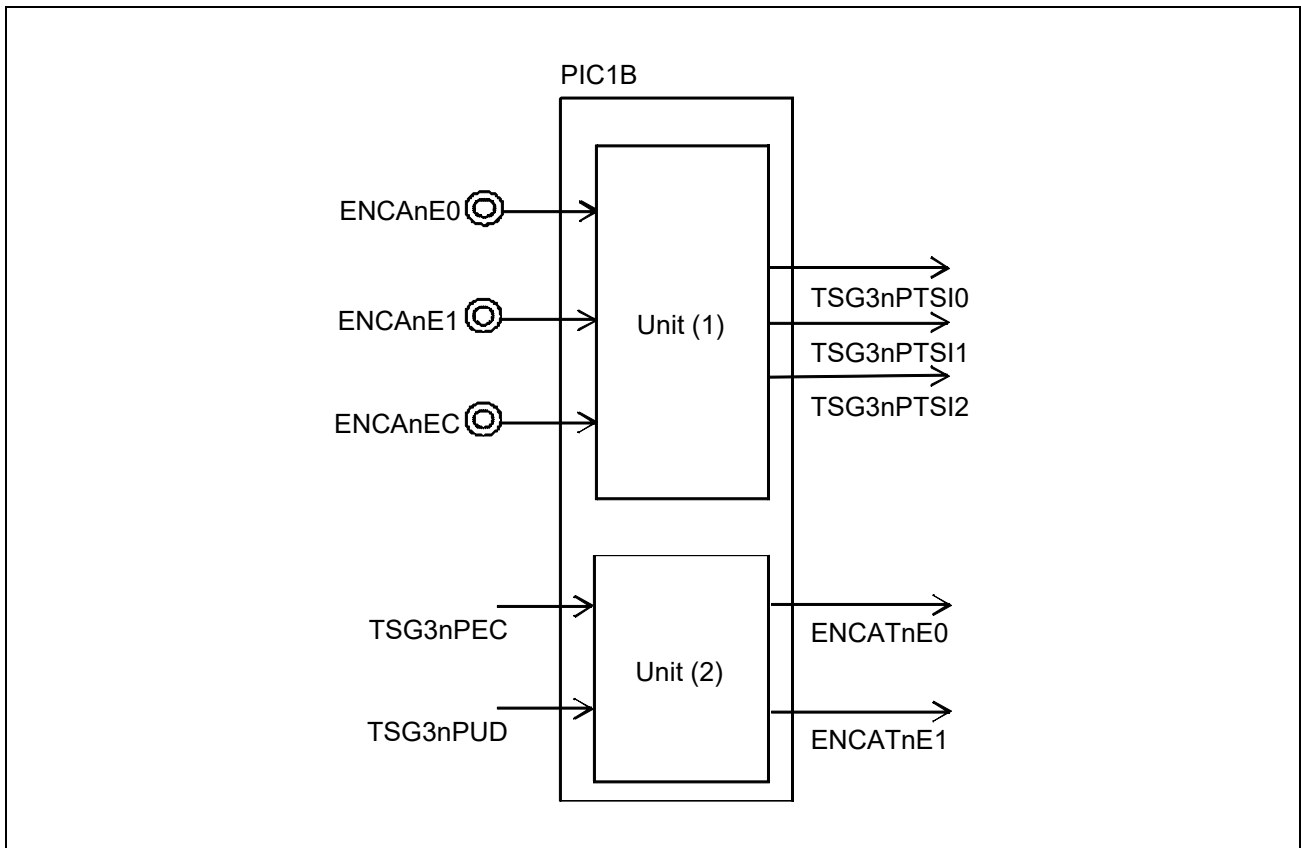 PIC1B
ENCAnE0
ENCAnE1
ENCAnEC
Unit (1)
TSG3nPTSI0
TSG3nPTSI1
TSG3nPTSI2
TSG3nPEC
TSG3nPUD
Unit (2)
ENCATnE0
ENCATnE1